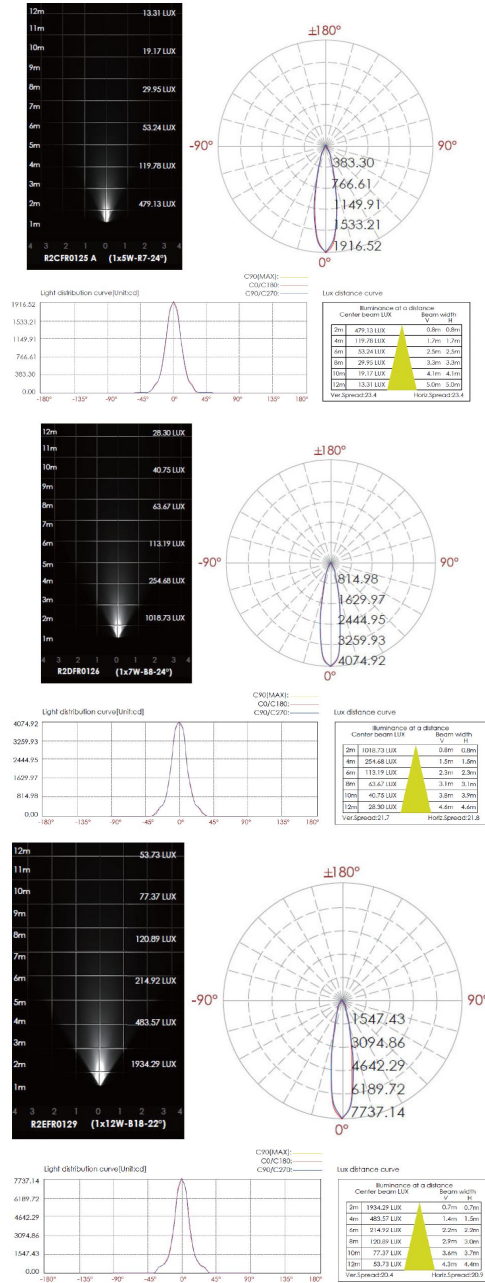 12m 13.31 LUX
11m
10m 19.17 LUX
9m
8m 29.95 LUX
7m
6m 53.24 LUX
5m
4m 119.78 LUX
3m
2m 479.13 LUX
1m
4 3 2 1 0 1 2 3 4
R2CFR0125 A (1x5W-R7-24°)
±180°
-90° 90°
383.30
766.61
1149.91
1533.21
1916.52
0°
C90(MAX):
C0/C180:
C90/C270:
Light distribution curve(Unit:cd)
1916.52
1533.21
1149.91
766.61
383.30
0.00
-180° -135° -90° -45° 0° 45° 90° 135° 180°
Lux distance curve
Illuminance at a distance
Center beam LUX Beam width
V H
2m 479.13 LUX 0.8m 0.8m
4m 119.78 LUX 1.7m 1.7m
6m 53.24 LUX 2.5m 2.5m
8m 29.95 LUX 3.3m 3.3m
10m 19.17 LUX 4.1m 4.1m
12m 13.31 LUX 5.0m 5.0m
Ver.Spread:23.4 Horiz.Spread:23.4
12m 28.30 LUX
11m
10m 40.75 LUX
9m
8m 63.67 LUX
7m
6m 113.19 LUX
5m
4m 254.68 LUX
3m
2m 1018.73 LUX
1m
4 3 2 1 0 1 2 3 4
R2DFR0126 (1x7W-B8-24°)
±180°
-90° 90°
814.98
1629.97
2444.95
3259.93
4074.92
0°
C90(MAX):
C0/C180:
C90/C270:
Light distribution curve(Unit:cd)
4074.92
3259.93
2444.95
1629.97
814.98
0.00
-180° -135° -90° -45° 0° 45° 90° 135° 180°
Lux distance curve
Illuminance at a distance
Center beam LUX Beam width
V H
2m 1018.73 LUX 0.8m 0.8m
4m 254.68 LUX 1.5m 1.5m
6m 113.19 LUX 2.3m 2.3m
8m 63.67 LUX 3.1m 3.1m
10m 40.75 LUX 3.8m 3.9m
12m 28.30 LUX 4.6m 4.6m
Ver.Spread:21.7 Horiz.Spread:21.8
12m 53.73 LUX
11m
10m 77.37 LUX
9m
8m 120.89 LUX
7m
6m 214.92 LUX
5m
4m 483.57 LUX
3m
2m 1934.29 LUX
1m
4 3 2 1 0 1 2 3 4
R2EFR0129 (1x12W-B18-22°)
±180°
-90° 90°
1547.43
3094.86
4642.29
6189.72
7737.14
0°
C90(MAX):
C0/C180:
C90/C270:
Light distribution curve(Unit:cd)
7737.14
6189.72
4642.29
3094.86
1547.43
0.00
-180° -135° -90° -45° 0° 45° 90° 135° 180°
Lux distance curve
Illuminance at a distance
Center beam LUX Beam width
V H
2m 1934.29 LUX 0.7m 0.7m
4m 483.57 LUX 1.4m 1.5m
6m 214.92 LUX 2.2m 2.2m
8m 120.89 LUX 2.9m 3.0m
10m 77.37 LUX 3.6m 3.7m
12m 53.73 LUX 4.3m 4.4m
Ver.Spread:20.4 Horiz.Spread:20.9